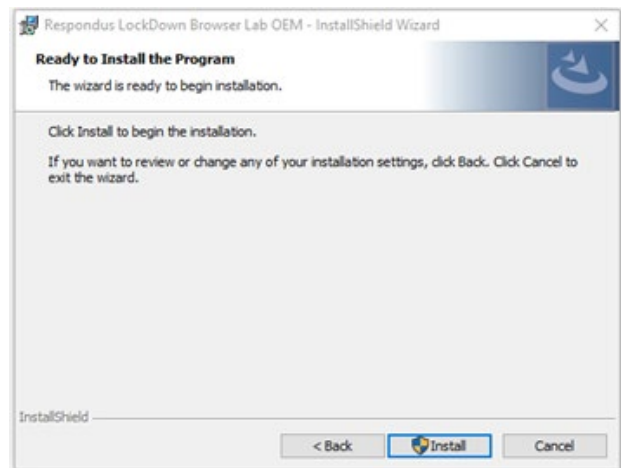 Respondus LockDown Browser Lab OEM - InstallShield Wizard
Ready to Install the Program
The wizard is ready to begin installation.
Click Install to begin the installation.
If you want to review or change any of your installation settings, click Back. Click Cancel to
exit the wizard.
InstallShield
< Back Install Cancel